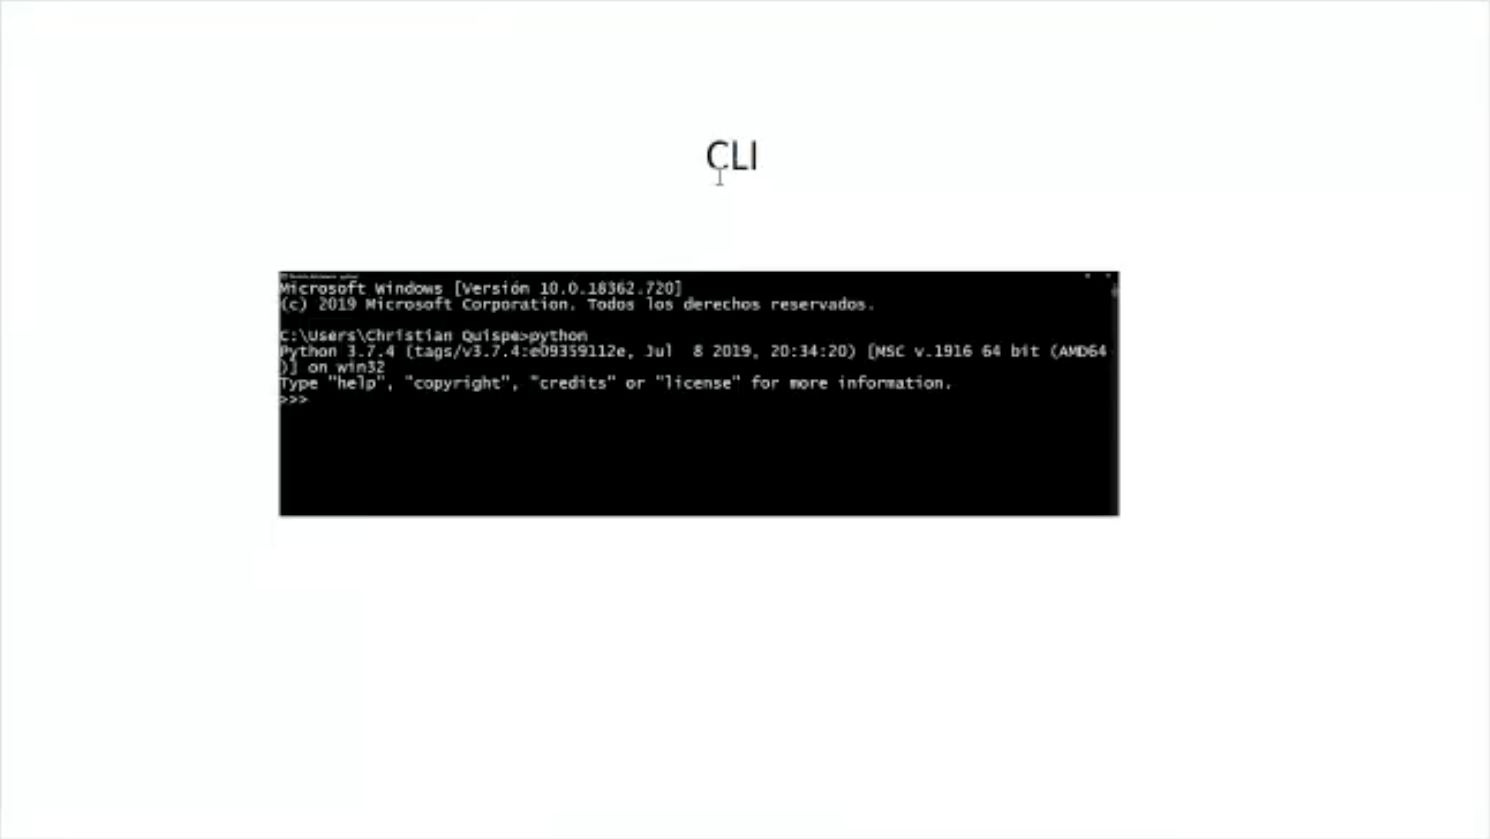 CLI
Microsoft Windows [Versión 10.0.18362.720]
(c) 2019 Microsoft Corporation. Todos los derechos reservados.
C:\Users\Christian Quispe>python
Python 3.7.4 (tags/v3.7.4:e09359112e, Jul  8 2019, 20:34:20) [MSC v.1916 64 bit (AMD64
)] on win32
Type "help", "copyright", "credits" or "license" for more information.
>>>